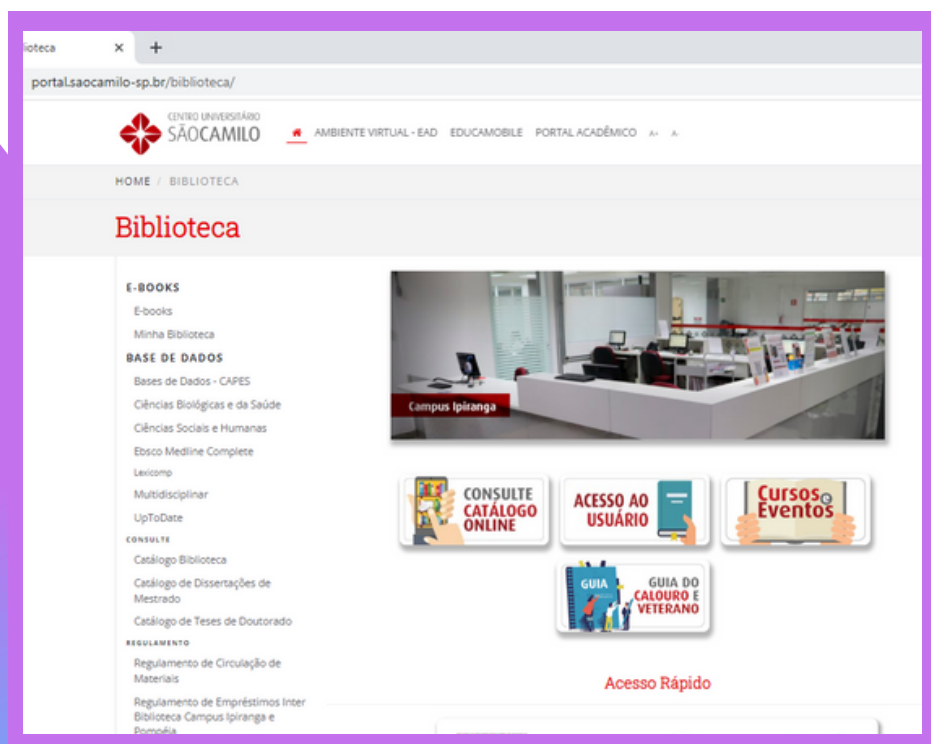 ioteca
portal.saocamilo-sp.br/biblioteca/
CENTRO UNIVERSITÁRIO
SÃOCAMILO
AMBIENTE VIRTUAL - EAD EDUCAMOBILE PORTAL ACADÊMICO A+ A-
HOME / BIBLIOTECA
Biblioteca
E-BOOKS
E-books
Minha Biblioteca
BASE DE DADOS
Bases de Dados - CAPES
Ciências Biológicas e da Saúde
Ciências Sociais e Humanas
Ebsco Medline Complete
Lexicomp
Multidisciplinar
UpToDate
CONSULTE
Catálogo Biblioteca
Catálogo de Dissertações de
Mestrado
Catálogo de Teses de Doutorado
REGULAMENTO
Regulamento de Circulação de
Materiais
Regulamento de Empréstimos Inter
Biblioteca Campus Ipiranga e
Pompéia
Campus Ipiranga
CONSULTE
CATÁLOGO
ONLINE
ACESSO AO
USUÁRIO
Cursos e
Eventos
GUIA
GUIA DO
CALOURO E
VETERANO
Acesso Rápido